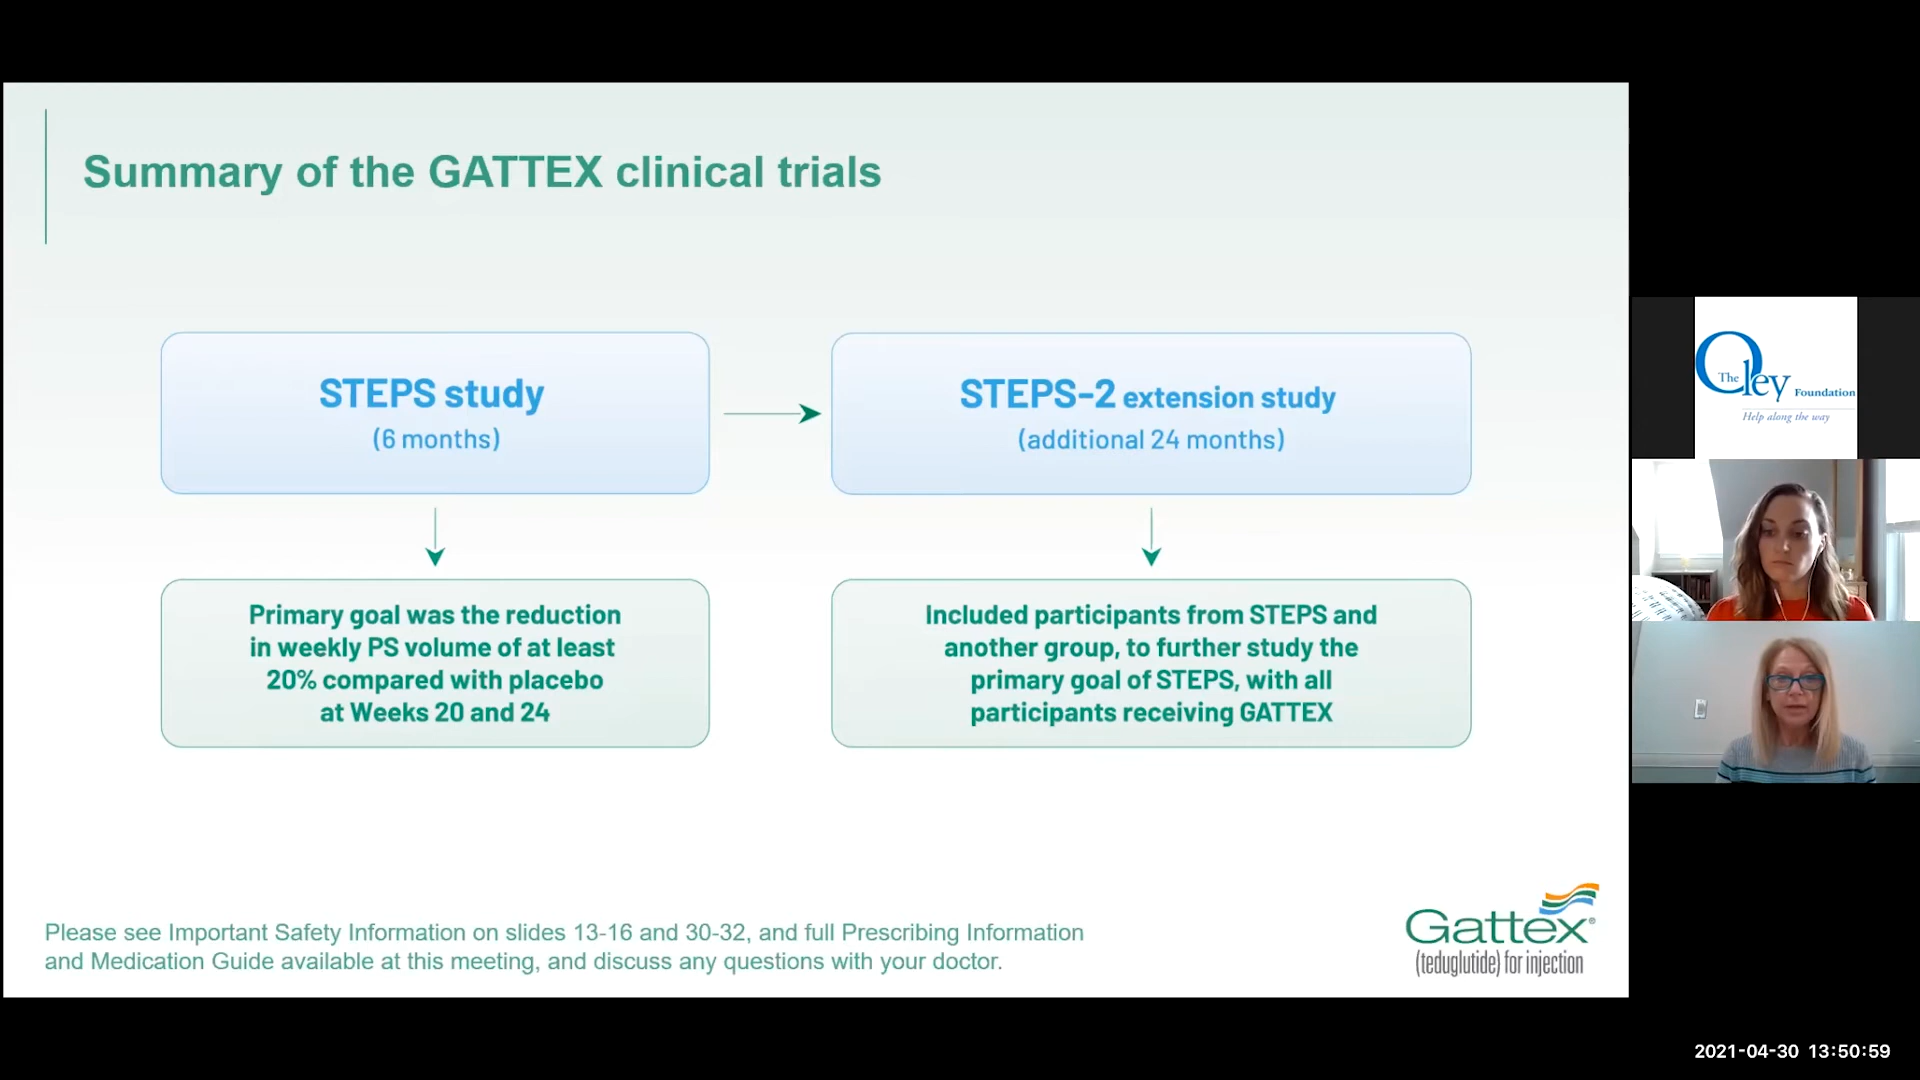 Summary of the GATTEX clinical trials
STEPS study
(6 months)
STEPS-2 extension study
(additional 24 months)
Primary goal was the reduction
in weekly PS volume of at least
20% compared with placebo
at Weeks 20 and 24
Included participants from STEPS and
another group, to further study the
primary goal of STEPS, with all
participants receiving GATTEX
Please see Important Safety Information on slides 13-16 and 30-32, and full Prescribing Information
and Medication Guide available at this meeting, and discuss any questions with your doctor.
Gattex®
(teduglutide) for injection
The Oley Foundation
Help along the way
2021-04-30 13:50:59